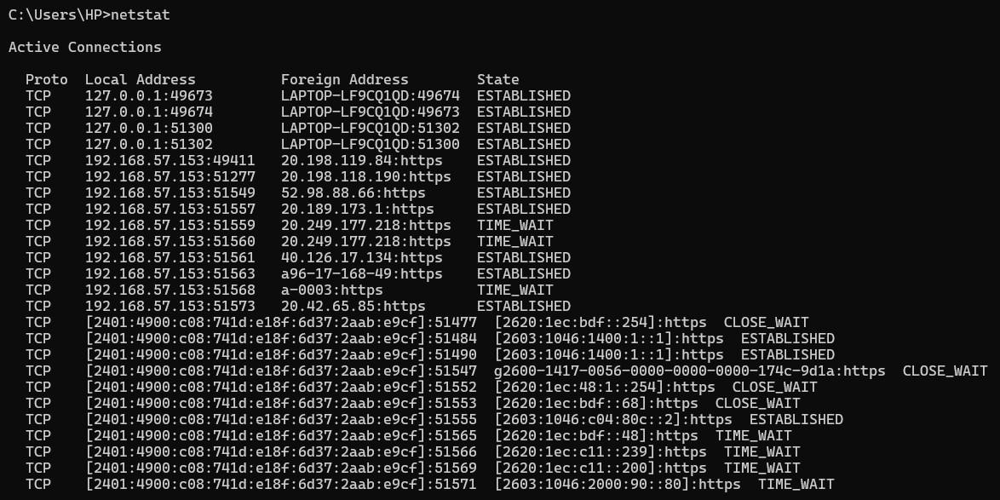 C:\Users\HP>netstat
Active Connections
Proto  Local Address          Foreign Address        State
TCP    127.0.0.1:49673        LAPTOP-LF9CQ1QD:49674  ESTABLISHED
TCP    127.0.0.1:49674        LAPTOP-LF9CQ1QD:49673  ESTABLISHED
TCP    127.0.0.1:51300        LAPTOP-LF9CQ1QD:51302  ESTABLISHED
TCP    127.0.0.1:51302        LAPTOP-LF9CQ1QD:51300  ESTABLISHED
TCP    192.168.57.153:49411   20.198.119.84:https    ESTABLISHED
TCP    192.168.57.153:51277   20.198.118.190:https   ESTABLISHED
TCP    192.168.57.153:51549   52.98.88.66:https      ESTABLISHED
TCP    192.168.57.153:51557   20.189.173.1:https     ESTABLISHED
TCP    192.168.57.153:51559   20.249.177.218:https   TIME_WAIT
TCP    192.168.57.153:51560   20.249.177.218:https   TIME_WAIT
TCP    192.168.57.153:51561   40.126.17.134:https    ESTABLISHED
TCP    192.168.57.153:51563   a96-17-168-49:https    ESTABLISHED
TCP    192.168.57.153:51568   a-0003:https           TIME_WAIT
TCP    192.168.57.153:51573   20.42.65.85:https      ESTABLISHED
TCP    [2401:4900:c08:741d:e18f:6d37:2aab:e9cf]:51477  [2620:1ec:bdf::254]:https  CLOSE_WAIT
TCP    [2401:4900:c08:741d:e18f:6d37:2aab:e9cf]:51484  [2603:1046:1400:1::1]:https  ESTABLISHED
TCP    [2401:4900:c08:741d:e18f:6d37:2aab:e9cf]:51490  [2603:1046:1400:1::1]:https  ESTABLISHED
TCP    [2401:4900:c08:741d:e18f:6d37:2aab:e9cf]:51547  g2600-1417-0056-0000-0000-0000-174c-9d1a:https  CLOSE_WAIT
TCP    [2401:4900:c08:741d:e18f:6d37:2aab:e9cf]:51552  [2620:1ec:48:1::254]:https  CLOSE_WAIT
TCP    [2401:4900:c08:741d:e18f:6d37:2aab:e9cf]:51553  [2620:1ec:bdf::68]:https  CLOSE_WAIT
TCP    [2401:4900:c08:741d:e18f:6d37:2aab:e9cf]:51555  [2603:1046:c04:80c::2]:https  ESTABLISHED
TCP    [2401:4900:c08:741d:e18f:6d37:2aab:e9cf]:51565  [2620:1ec:bdf::48]:https  TIME_WAIT
TCP    [2401:4900:c08:741d:e18f:6d37:2aab:e9cf]:51566  [2620:1ec:c11::239]:https  TIME_WAIT
TCP    [2401:4900:c08:741d:e18f:6d37:2aab:e9cf]:51569  [2620:1ec:c11::200]:https  TIME_WAIT
TCP    [2401:4900:c08:741d:e18f:6d37:2aab:e9cf]:51571  [2603:1046:2000:90::80]:https  TIME_WAIT